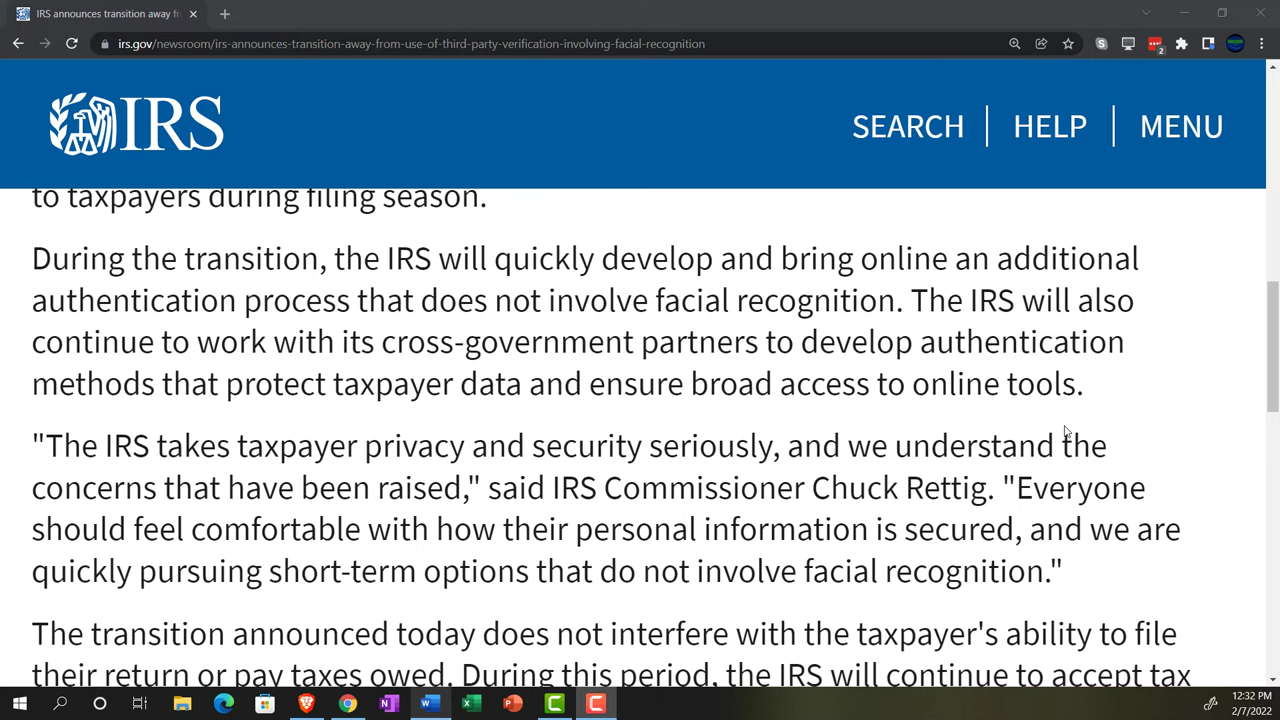 IRS announces transition away fr
irs.gov/newsroom/irs-announces-transition-away-from-use-of-third-party-verification-involving-facial-recognition
2
IRS
SEARCH
HELP
MENU
to taxpayers during filing season.
During the transition, the IRS will quickly develop and bring online an additional
authentication process that does not involve facial recognition. The IRS will also
continue to work with its cross-government partners to develop authentication
methods that protect taxpayer data and ensure broad access to online tools.
"The IRS takes taxpayer privacy and security seriously, and we understand the
concerns that have been raised," said IRS Commissioner Chuck Rettig. "Everyone
should feel comfortable with how their personal information is secured, and we are
quickly pursuing short-term options that do not involve facial recognition."
The transition announced today does not interfere with the taxpayer's ability to file
their return or pay taxes owed. During this period, the IRS will continue to accept tax
12:32 PM
2/7/2022